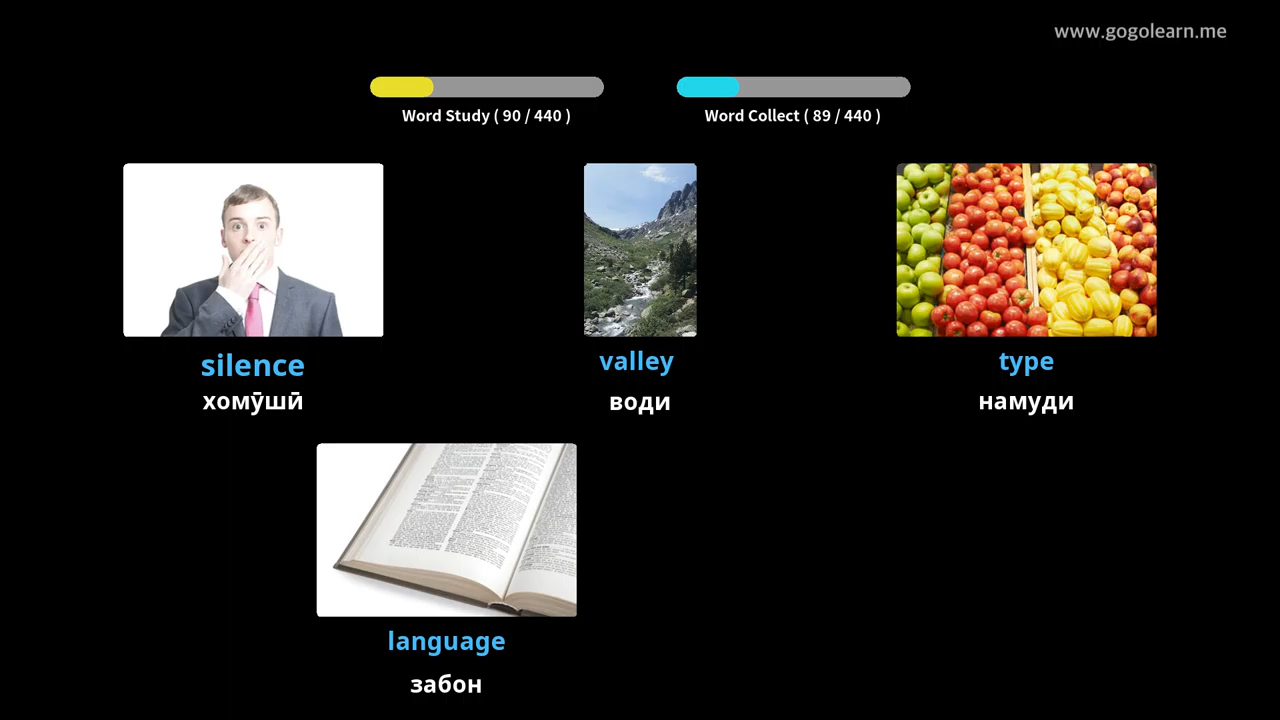 www.gogolearn.me
Word Study ( 90 / 440 )
Word Collect ( 89 / 440 )
silence
хомӯшӣ
valley
води
type
намуди
language
забон